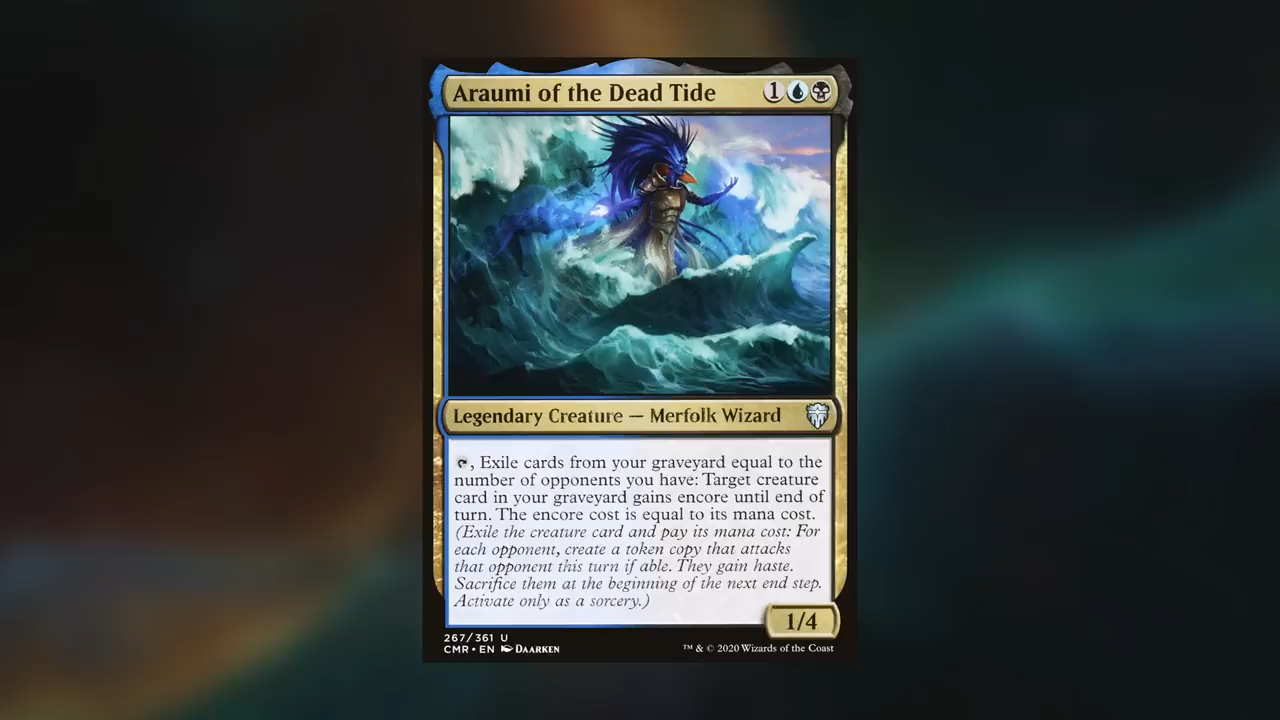 Araumi of the Dead Tide 1
Legendary Creature — Merfolk Wizard
, Exile cards from your graveyard equal to the
number of opponents you have: Target creature
card in your graveyard gains encore until end of
turn. The encore cost is equal to its mana cost.
(Exile the creature card and pay its mana cost: For
each opponent, create a token copy that attacks
that opponent this turn if able. They gain haste.
Sacrifice them at the beginning of the next end step.
Activate only as a sorcery.)
1/4
267/361 U
CMR • EN DAARKEN
™ & © 2020 Wizards of the Coast